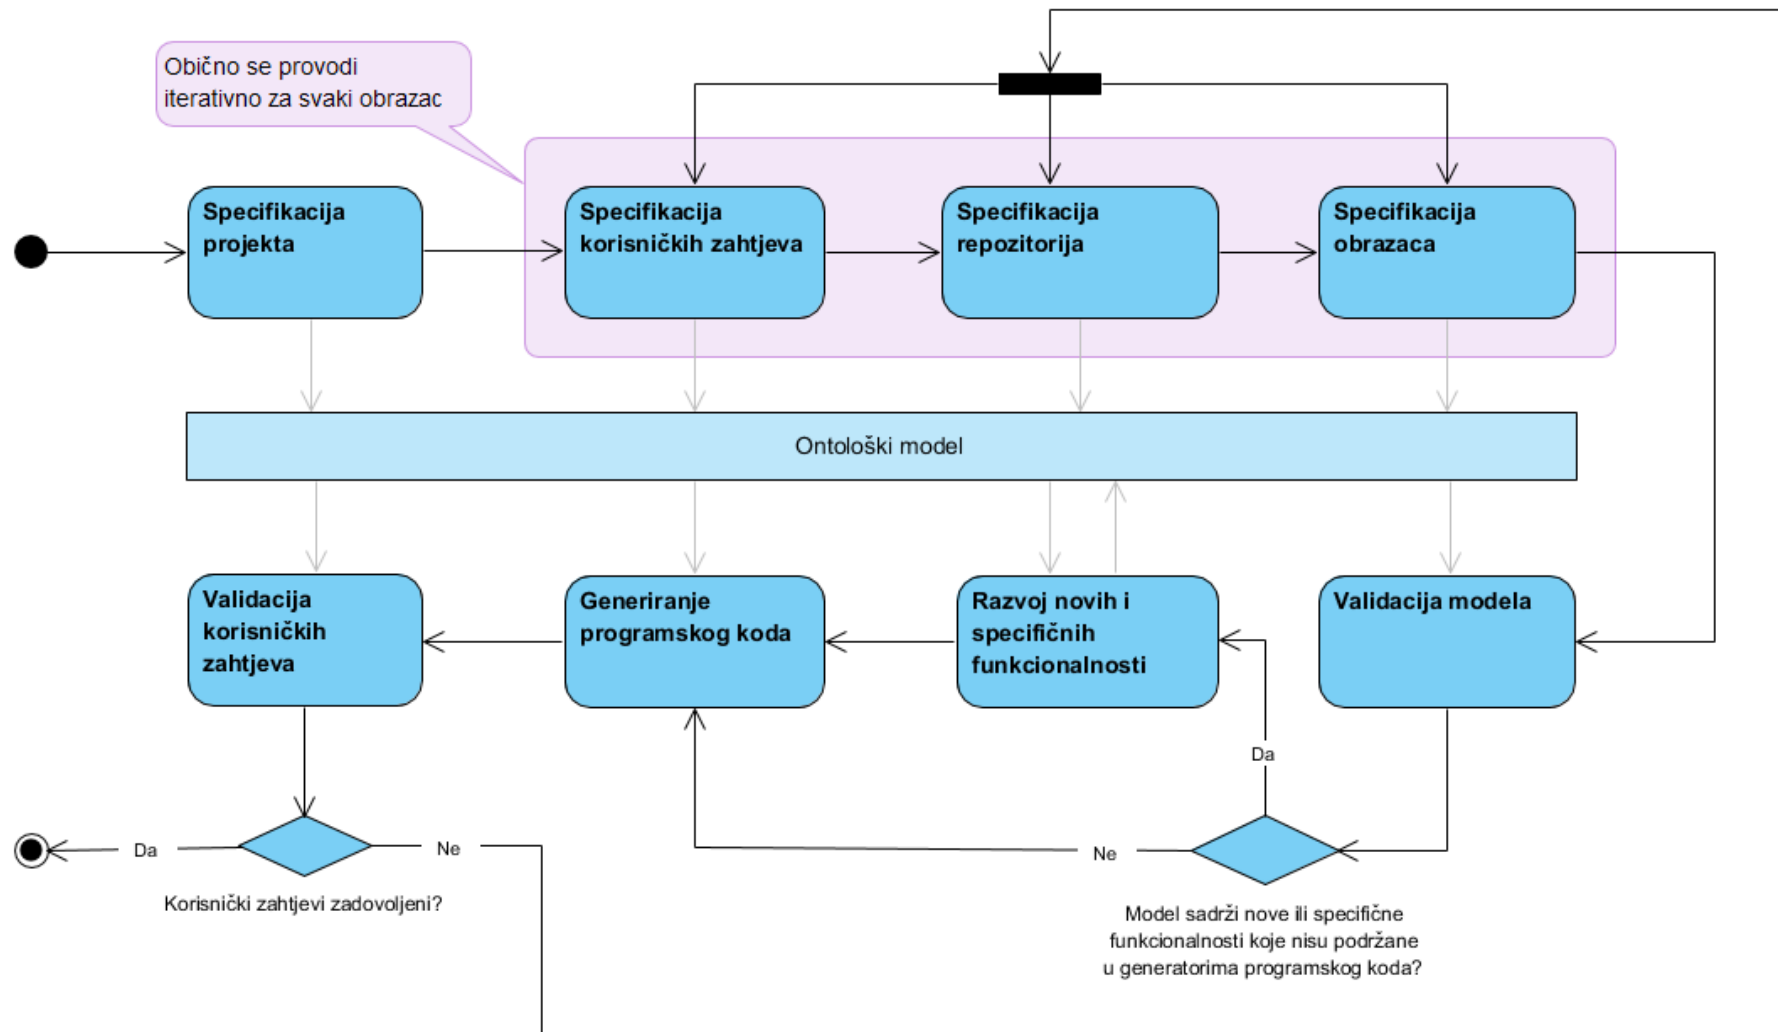 Obično se provodi
iterativno za svaki obrazac
Specifikacija
projekta
Specifikacija
korisničkih zahtjeva
Specifikacija
repozitorija
Specifikacija
obrazaca
Ontološki model
Validacija
korisničkih
zahtjeva
Generiranje
programskog koda
Razvoj novih i
specifičnih
funkcionalnosti
Validacija modela
Da
Da
Ne
Ne
Korisnički zahtjevi zadovoljeni?
Model sadrži nove ili specifične
funkcionalnosti koje nisu podržane
u generatorima programskog koda?